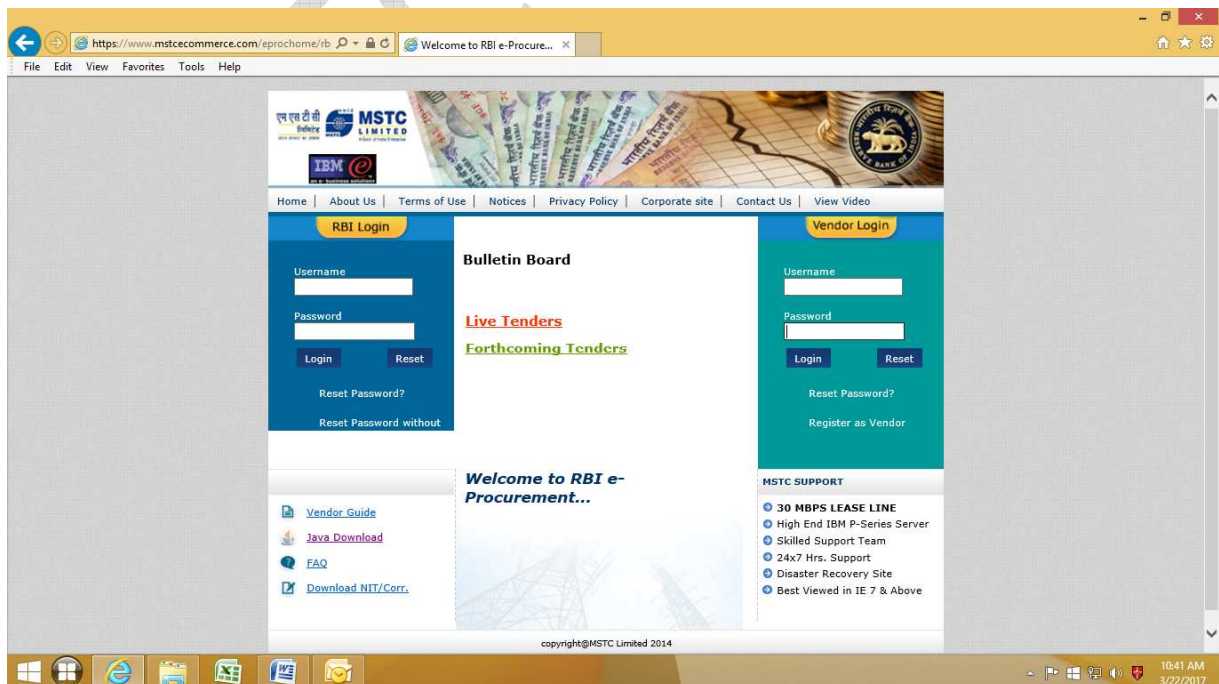 https://www.mstcecommerce.com/eprochome/rb
Welcome to RBI e-Procure...
File Edit View Favorites Tools Help
एम एस टी सी
लिमिटेड
MSTC
LIMITED
IBM
Home | About Us | Terms of Use | Notices | Privacy Policy | Corporate site | Contact Us | View Video
RBI Login
Vendor Login
Bulletin Board
Username
Username
Password
Password
Live Tenders
Forthcoming Tenders
Login Reset
Login Reset
Reset Password?
Reset Password?
Reset Password without
Register as Vendor
Welcome to RBI e-
Procurement...
MSTC SUPPORT
Vendor Guide
Java Download
FAQ
Download NIT/Corr.
30 MBPS LEASE LINE
High End IBM P-Series Server
Skilled Support Team
24x7 Hrs. Support
Disaster Recovery Site
Best Viewed in IE 7 & Above
copyright@MSTC Limited 2014
10:41 AM
3/22/2017